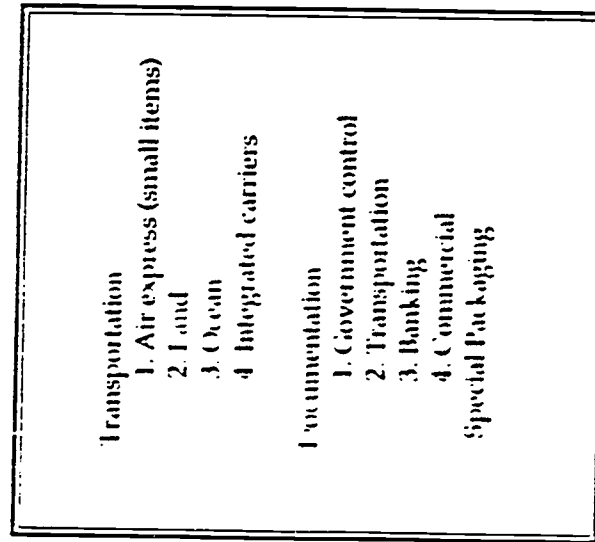 Transportation
1. Air express (small items)
2. Land
3. Ocean
4 Integrated carriers
Documentation
1. Government control
2. Transportation
3. Banking
4. Commercial
Special Packaging